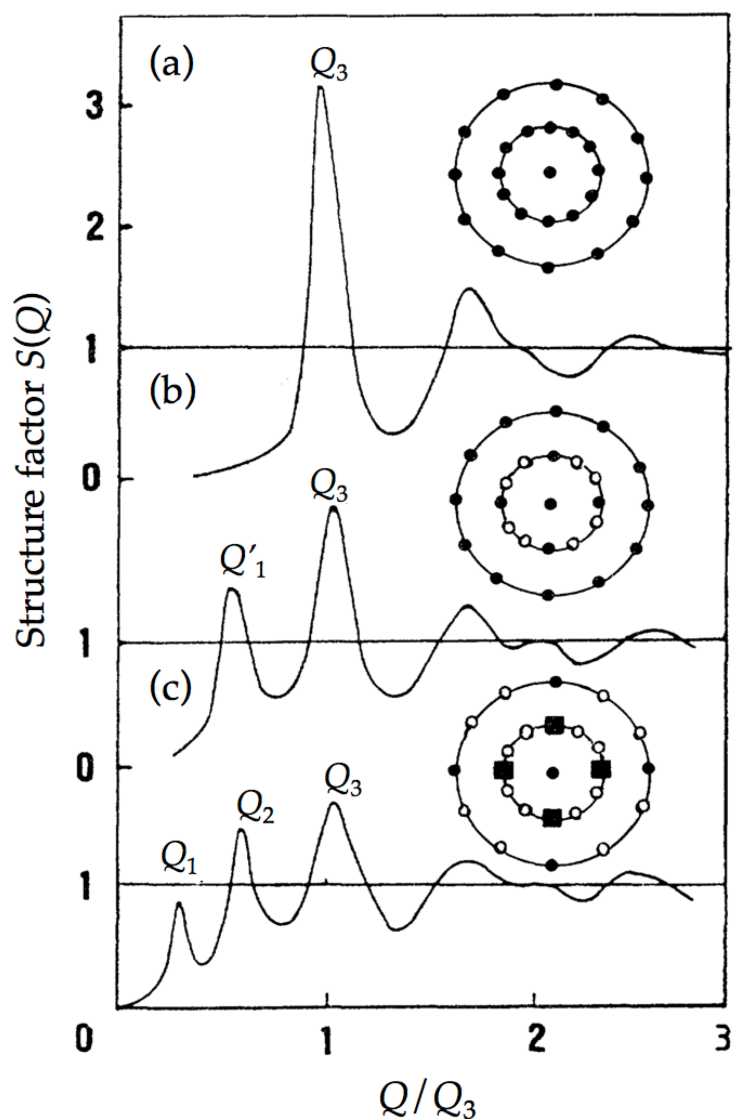 (a)
Q₃
3
2
1
(b)
0
Q₃
Q′₁
1
(c)
0
Q₃
Q₂
Q₁
1
0
1
2
3
Structure factor S(Q)
Q/Q₃